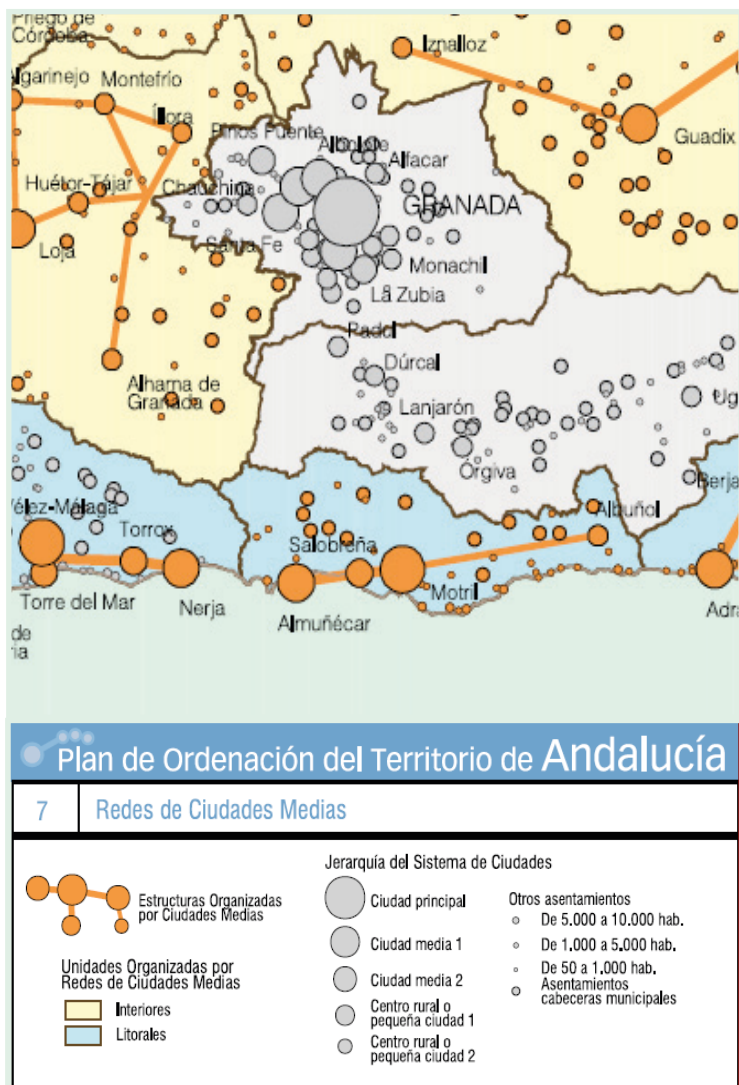 Priego de
Córdoba
Iznalloz
lgarinejo
Montefrío
Íllora
Pinos Puente
Albolote
Alfacar
Guadix
Huétor-Tájar
Chauchina
GRANADA
Loja
Santa Fe
Monachil
La Zubia
Padul
Dúrcal
Alhama de
Granada
Lanjarón
Ug
Órgiva
Berja
Vélez-Málaga
Albuñol
Torrox
Salobreña
Torre del Mar
Nerja
Motril
Almuñécar
Adra
de
ia
Plan de Ordenación del Territorio de Andalucía
7 Redes de Ciudades Medias
Estructuras Organizadas
por Ciudades Medias
Unidades Organizadas por
Redes de Ciudades Medias
Interiores
Litorales
Jerarquía del Sistema de Ciudades
Ciudad principal
Ciudad media 1
Ciudad media 2
Centro rural o
pequeña ciudad 1
Centro rural o
pequeña ciudad 2
Otros asentamientos
De 5.000 a 10.000 hab.
De 1.000 a 5.000 hab.
De 50 a 1.000 hab.
Asentamientos
cabeceras municipales